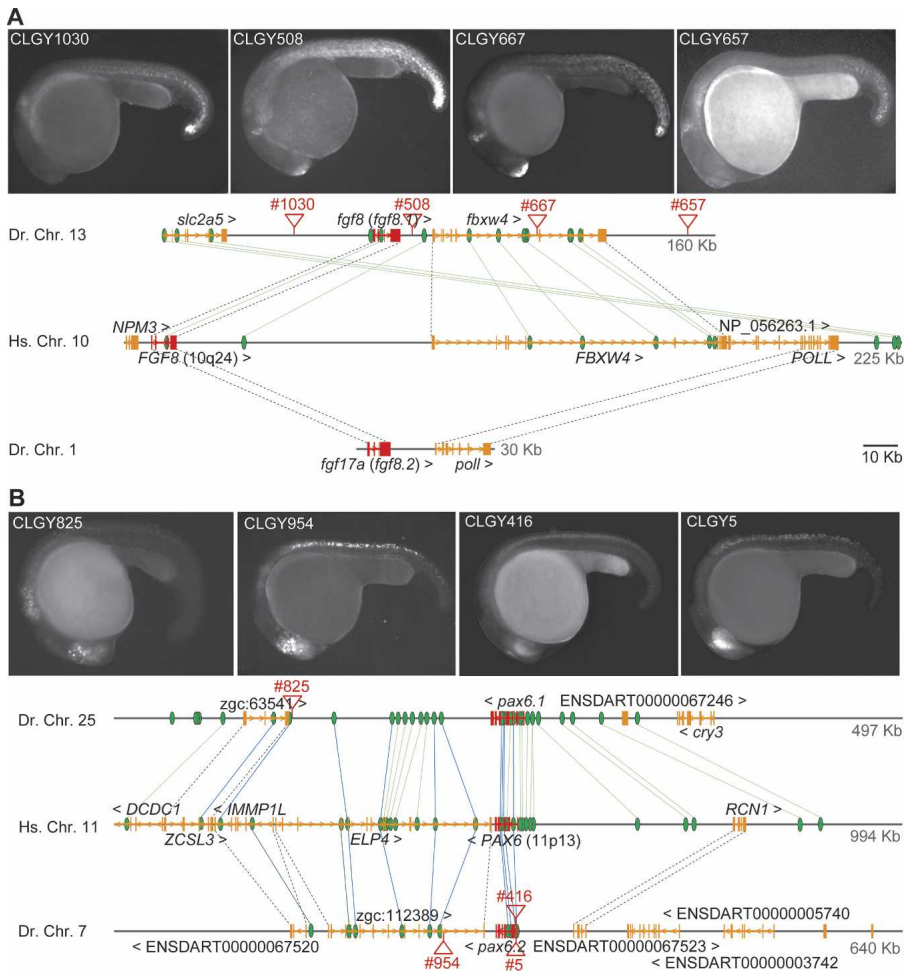 A
CLGY1030 CLGY508 CLGY667 CLGY657
#1030 #508 #667 #657
slc2a5 > fgf8 (fgf8.1) > fbxw4 >
Dr. Chr. 13 160 Kb
NPM3 > NP_056263.1 >
Hs. Chr. 10
FGF8 (10q24) FBXW4 > POLL > 225 Kb
Dr. Chr. 1 30 Kb
fgf17a (fgf8.2) > poll > 10 Kb
B
CLGY825 CLGY954 CLGY416 CLGY5
#825
zgc:63541 > < pax6.1 ENSDART00000067246 >
Dr. Chr. 25
< cry3 497 Kb
< DCDC1 < IMMP1L RCN1 >
Hs. Chr. 11
ZCSL3 > ELP4 > < PAX6 (11p13) 994 Kb
#416
zgc:112389 > < ENSDART00000005740
Dr. Chr. 7
< ENSDART00000067520 < pax6.2 ENSDART00000067523 > 640 Kb
#954 #5 < ENSDART00000003742